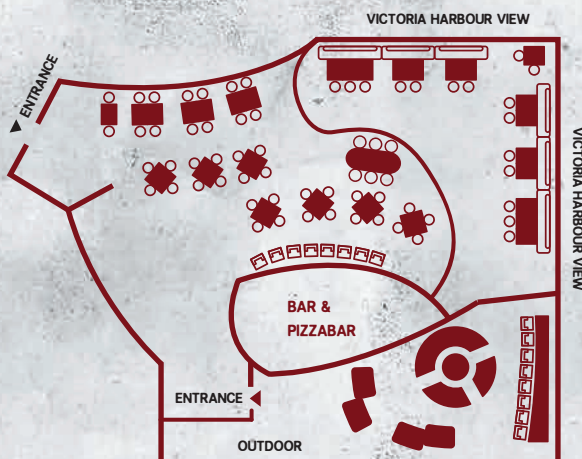 VICTORIA HARBOUR VIEW
ENTRANCE
VICTORIA HARBOUR VIEW
BAR &
PIZZABAR
ENTRANCE
OUTDOOR